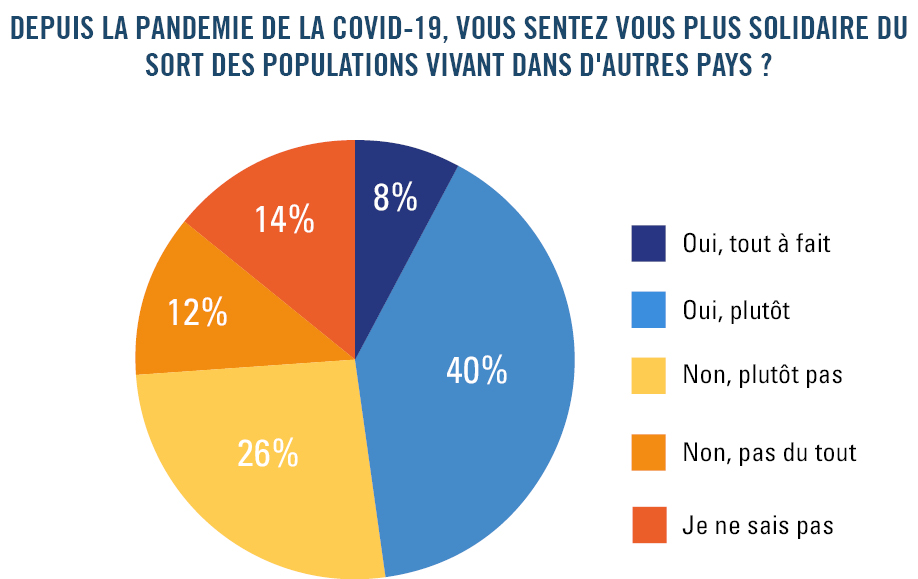 DEPUIS LA PANDEMIE DE LA COVID-19, VOUS SENTEZ VOUS PLUS SOLIDAIRE DU
SORT DES POPULATIONS VIVANT DANS D'AUTRES PAYS ?
8%
14%
12%
40%
26%
Oui, tout à fait
Oui, plutôt
Non, plutôt pas
Non, pas du tout
Je ne sais pas